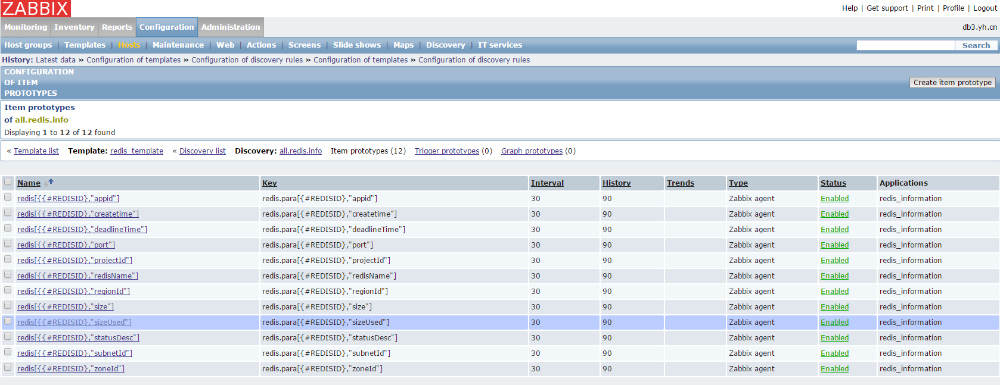 ZABBIX
Help | Get support | Print | Profile | Logout
Monitoring Inventory Reports Configuration Administration
db3.yh.cn
Host groups | Templates | Hosts | Maintenance | Web | Actions | Screens | Slide shows | Maps | Discovery | IT services
Search
History: Latest data » Configuration of templates » Configuration of discovery rules » Configuration of templates » Configuration of discovery rules
CONFIGURATION
OF ITEM
PROTOTYPES
Create item prototype
Item prototypes
of all.redis.info
Displaying 1 to 12 of 12 found
« Template list Template: redis_template « Discovery list Discovery: all.redis.info Item prototypes (12) Trigger prototypes (0) Graph prototypes (0)
Name Key Interval History Trends Type Status Applications
redis[{{#REDISID},"appid"] redis.para[{#REDISID},"appid"] 30 90 Zabbix agent Enabled redis_information
redis[{{#REDISID},"createtime"] redis.para[{#REDISID},"createtime"] 30 90 Zabbix agent Enabled redis_information
redis[{{#REDISID},"deadlineTime"] redis.para[{#REDISID},"deadlineTime"] 30 90 Zabbix agent Enabled redis_information
redis[{{#REDISID},"port"] redis.para[{#REDISID},"port"] 30 90 Zabbix agent Enabled redis_information
redis[{{#REDISID},"projectId"] redis.para[{#REDISID},"projectId"] 30 90 Zabbix agent Enabled redis_information
redis[{{#REDISID},"redisName"] redis.para[{#REDISID},"redisName"] 30 90 Zabbix agent Enabled redis_information
redis[{{#REDISID},"regionId"] redis.para[{#REDISID},"regionId"] 30 90 Zabbix agent Enabled redis_information
redis[{{#REDISID},"size"] redis.para[{#REDISID},"size"] 30 90 Zabbix agent Enabled redis_information
redis[{{#REDISID},"sizeUsed"] redis.para[{#REDISID},"sizeUsed"] 30 90 Zabbix agent Enabled redis_information
redis[{{#REDISID},"statusDesc"] redis.para[{#REDISID},"statusDesc"] 30 90 Zabbix agent Enabled redis_information
redis[{{#REDISID},"subnetId"] redis.para[{#REDISID},"subnetId"] 30 90 Zabbix agent Enabled redis_information
redis[{{#REDISID},"zoneId"] redis.para[{#REDISID},"zoneId"] 30 90 Zabbix agent Enabled redis_information